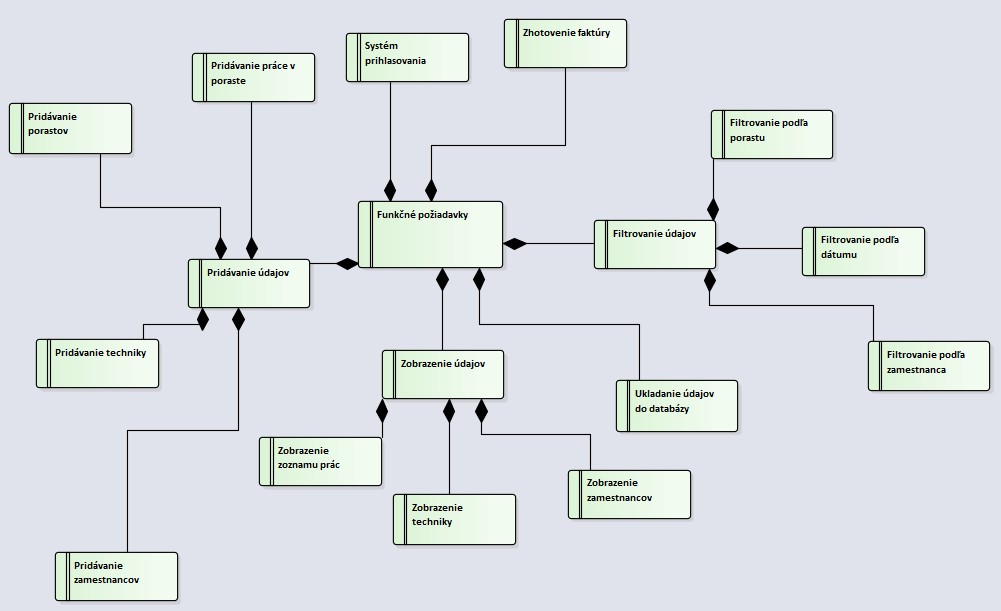 Zhotovenie faktúry
Systém
prihlasovania
Pridávanie práce v
poraste
Pridávanie
porastov
Filtrovanie podľa
porastu
Funkčné požiadavky
Filtrovanie údajov
Filtrovanie podľa
dátumu
Pridávanie údajov
Pridávanie techniky
Zobrazenie údajov
Filtrovanie podľa
zamestnanca
Ukladanie údajov
do databázy
Zobrazenie
zoznamu prác
Zobrazenie
zamestnancov
Zobrazenie
techniky
Pridávanie
zamestnancov